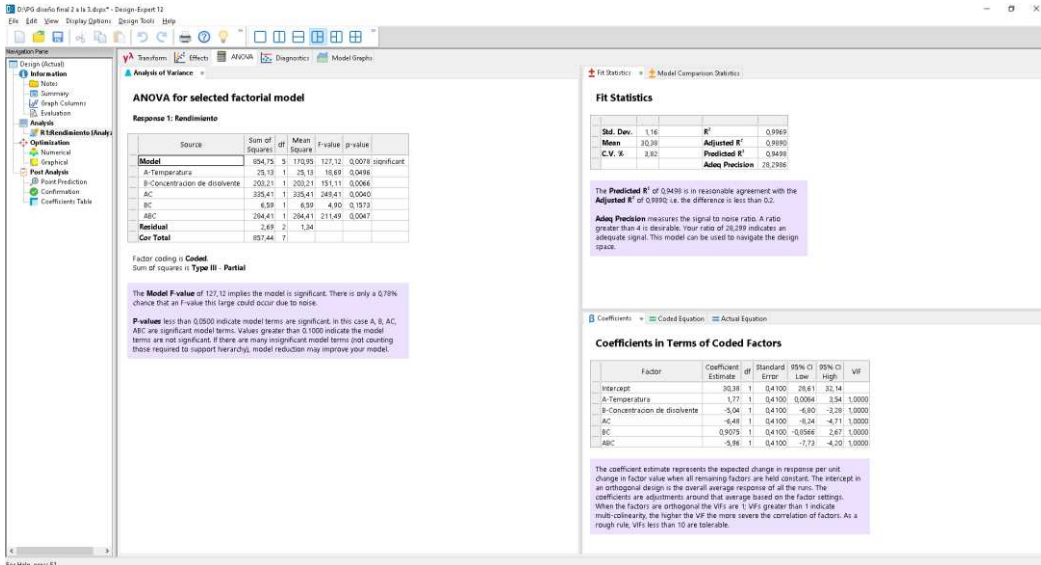 D:\PG diseño final 2 a la 3.dxpx* - Design-Expert 12
File Edit View Display Options Design Tools Help
Navigation Pane
Design (Actual)
Information
Notes
Summary
Graph Columns
Evaluation
Analysis
R1:Rendimiento (Analyz
Optimization
Numerical
Graphical
Post Analysis
Point Prediction
Confirmation
Coefficients Table
Transform Effects ANOVA Diagnostics Model Graphs
Analysis of Variance
ANOVA for selected factorial model
Response 1: Rendimiento
Source Sum of Squares df Mean Square F-value p-value
Model 854,75 5 170,95 127,12 0,0078 significant
A-Temperatura 25,13 1 25,13 18,69 0,0496
B-Concentracion de disolvente 203,21 1 203,21 151,11 0,0066
AC 335,41 1 335,41 249,41 0,0040
BC 6,59 1 6,59 4,90 0,1573
ABC 284,41 1 284,41 211,49 0,0047
Residual 2,69 2 1,34
Cor Total 857,44 7
Factor coding is Coded.
Sum of squares is Type III - Partial
The Model F-value of 127,12 implies the model is significant. There is only a 0,78%
chance that an F-value this large could occur due to noise.
P-values less than 0,0500 indicate model terms are significant. In this case A, B, AC,
ABC are significant model terms. Values greater than 0.1000 indicate the model
terms are not significant. If there are many insignificant model terms (not counting
those required to support hierarchy), model reduction may improve your model.
Fit Statistics Model Comparison Statistics
Fit Statistics
Std. Dev. 1,16 R² 0,9969
Mean 30,38 Adjusted R² 0,9890
C.V. % 3,82 Predicted R² 0,9498
Adeq Precision 28,2986
The Predicted R² of 0,9498 is in reasonable agreement with the
Adjusted R² of 0,9890; i.e. the difference is less than 0.2.
Adeq Precision measures the signal to noise ratio. A ratio
greater than 4 is desirable. Your ratio of 28,299 indicates an
adequate signal. This model can be used to navigate the design
space.
Coefficients Coded Equation Actual Equation
Coefficients in Terms of Coded Factors
Factor Coefficient Estimate df Standard Error 95% CI Low 95% CI High VIF
Intercept 30,38 1 0,4100 28,61 32,14
A-Temperatura 1,77 1 0,4100 0,0084 3,54 1,0000
B-Concentracion de disolvente -5,04 1 0,4100 -6,80 -3,28 1,0000
AC -6,48 1 0,4100 -8,24 -4,71 1,0000
BC 0,9075 1 0,4100 -0,8566 2,67 1,0000
ABC -5,96 1 0,4100 -7,73 -4,20 1,0000
The coefficient estimate represents the expected change in response per unit
change in factor value when all remaining factors are held constant. The intercept in
an orthogonal design is the overall average response of all the runs. The
coefficients are adjustments around that average based on the factor settings.
When the factors are orthogonal the VIFs are 1; VIFs greater than 1 indicate
multi-colinearity, the higher the VIF the more severe the correlation of factors. As a
rough rule, VIFs less than 10 are tolerable.
For Help, press F1